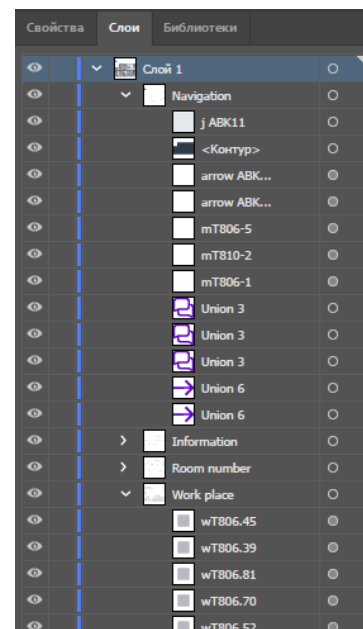 Свойства Слои Библиотеки
Слой 1
Navigation
j ABK11
<Контур>
arrow ABK...
arrow ABK...
mT806-5
mT810-2
mT806-1
Union 3
Union 3
Union 3
Union 6
Union 6
Information
Room number
Work place
wT806.45
wT806.39
wT806.81
wT806.70
wT806.52